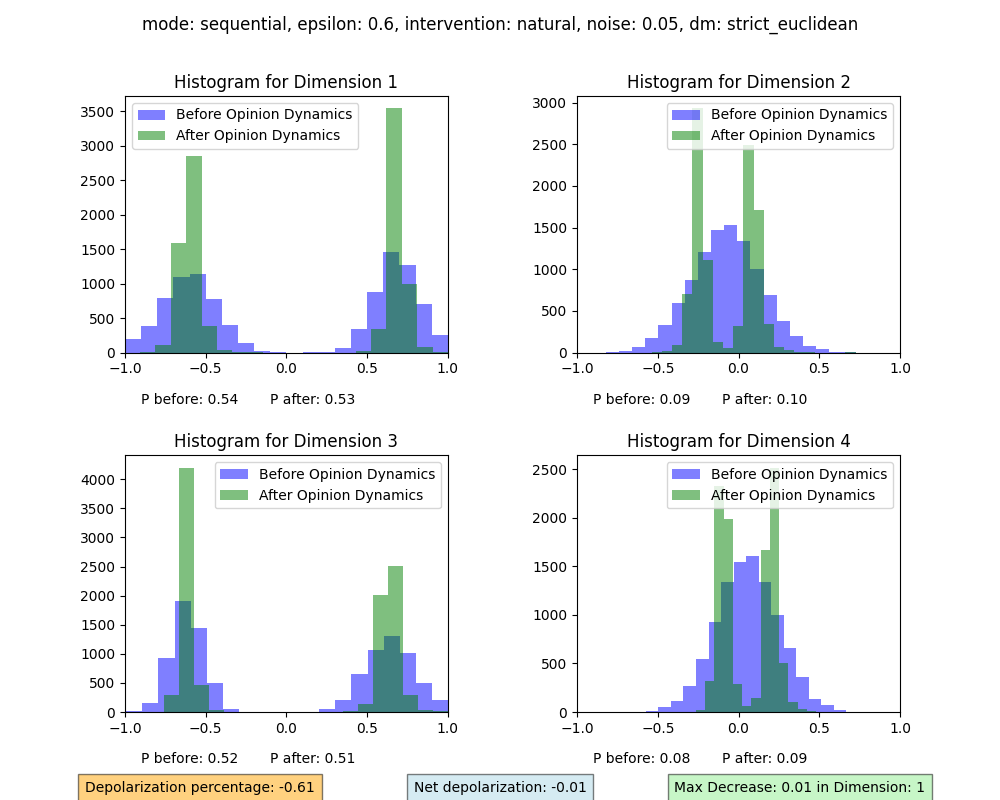 mode: sequential, epsilon: 0.6, intervention: natural, noise: 0.05, dm: strict_euclidean
Histogram for Dimension 1
Before Opinion Dynamics
After Opinion Dynamics
3500
3000
2500
2000
1500
1000
500
0
−1.0 −0.5 0.0 0.5 1.0
P before: 0.54 P after: 0.53
Histogram for Dimension 2
Before Opinion Dynamics
After Opinion Dynamics
3000
2500
2000
1500
1000
500
0
−1.0 −0.5 0.0 0.5 1.0
P before: 0.09 P after: 0.10
Histogram for Dimension 3
Before Opinion Dynamics
After Opinion Dynamics
4000
3500
3000
2500
2000
1500
1000
500
0
−1.0 −0.5 0.0 0.5 1.0
P before: 0.52 P after: 0.51
Histogram for Dimension 4
Before Opinion Dynamics
After Opinion Dynamics
2500
2000
1500
1000
500
0
−1.0 −0.5 0.0 0.5 1.0
P before: 0.08 P after: 0.09
Depolarization percentage: -0.61
Net depolarization: -0.01
Max Decrease: 0.01 in Dimension: 1